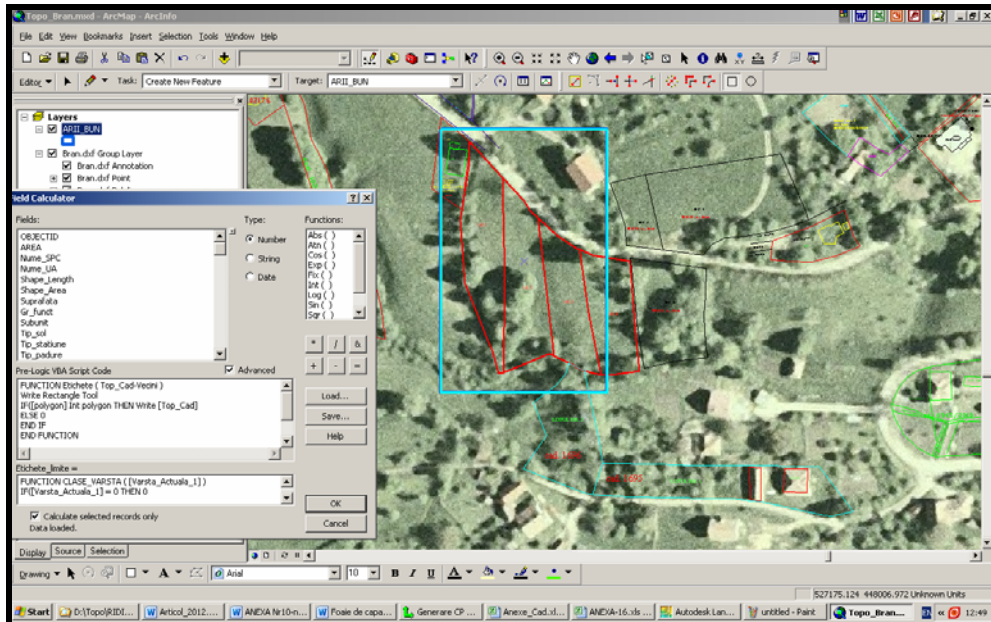 Topo_Bran.mxd - ArcMap - ArcInfo
File Edit View Bookmarks Insert Selection Tools Window Help
Editor Task: Create New Feature Target: ARII_BUN
Layers
ARII_BUN
Bran.dxf Group Layer
Bran.dxf Annotation
Bran.dxf Point
Field Calculator
Fields:
OBJECTID
AREA
Nume_SPC
Nume_UA
Shape_Length
Shape_Area
Suprafata
Gr_funct
Subunit
Tip_sol
Tip_statiune
Tip_padure
Type:
Number
String
Date
Functions:
Abs ( )
Atn ( )
Cos ( )
Exp ( )
Fix ( )
Int ( )
Log ( )
Sin ( )
Sqr ( )
* / &
+ - =
Pre-Logic VBA Script Code
Advanced
FUNCTION Etichete ( Top_Cad-Vecini )
Write Rectangle Tool
IF([polygon] Int polygon THEN Write [Top_Cad]
ELSE 0
END IF
END FUNCTION
Load...
Save...
Help
Etichete_limite =
FUNCTION CLASE_VARSTA ( [Varsta_Actuala_1] )
IF([Varsta_Actuala_1] = 0 THEN 0
OK
Cancel
Calculate selected records only
Data loaded.
Display Source Selection
Drawing A Arial 10 B I U A
527175.124 448006.972 Unknown Units
Start D:\Topo\RIDI... Articol_2012... ANEXA Nr10-n... Foaie de capa... Generare CP ... Anexe_Cad.xl... ANEXA-16.xls ... Autodesk Lan... untitled - Paint Topo_Bran... EN 12:49